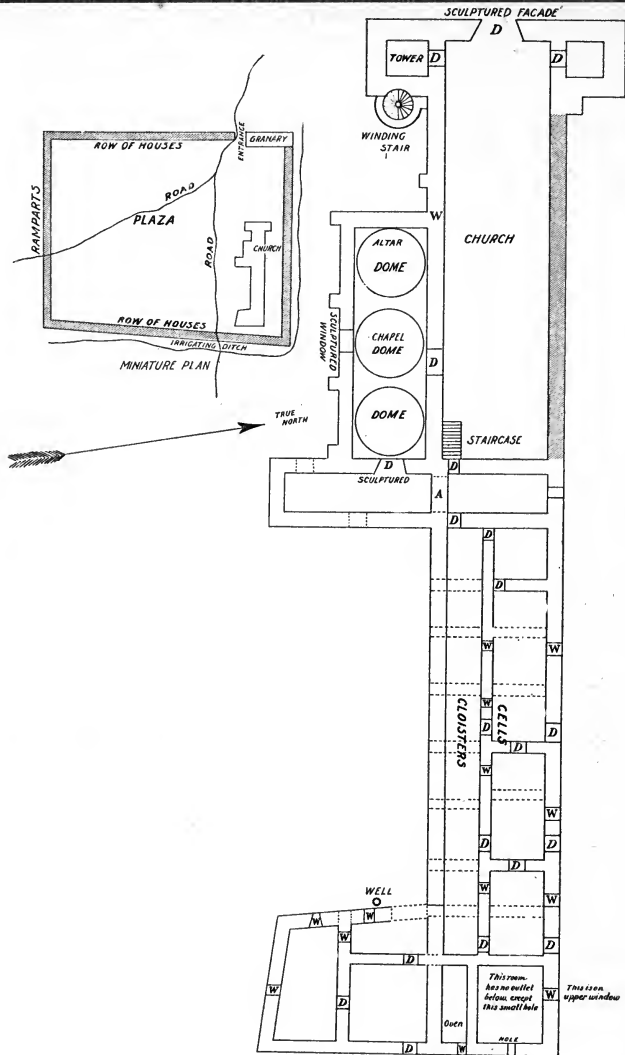 SCULPTURED FACADE
D
TOWER
D
D
WINDING
STAIR
ENTRANCE
GRANARY
ROW OF HOUSES
RAMPARTS
ROAD
PLAZA
ROAD
CHURCH
ROW OF HOUSES
IRRIGATING DITCH
MINIATURE PLAN
TRUE
NORTH
W
ALTAR
DOME
CHURCH
SCULPTURED
WINDOW
CHAPEL
DOME
D
DOME
STAIRCASE
D
SCULPTURED
D
A
D
D
D
W
W
W
CLOISTERS
CELLS
D
D
D
W
W
D
D
D
W
W
WELL
W
W
D
D
W
D
W
D
This room
has no outlet
below, except
this small hole
W
This is an
upper window
D
Oven
HOLE
D
W